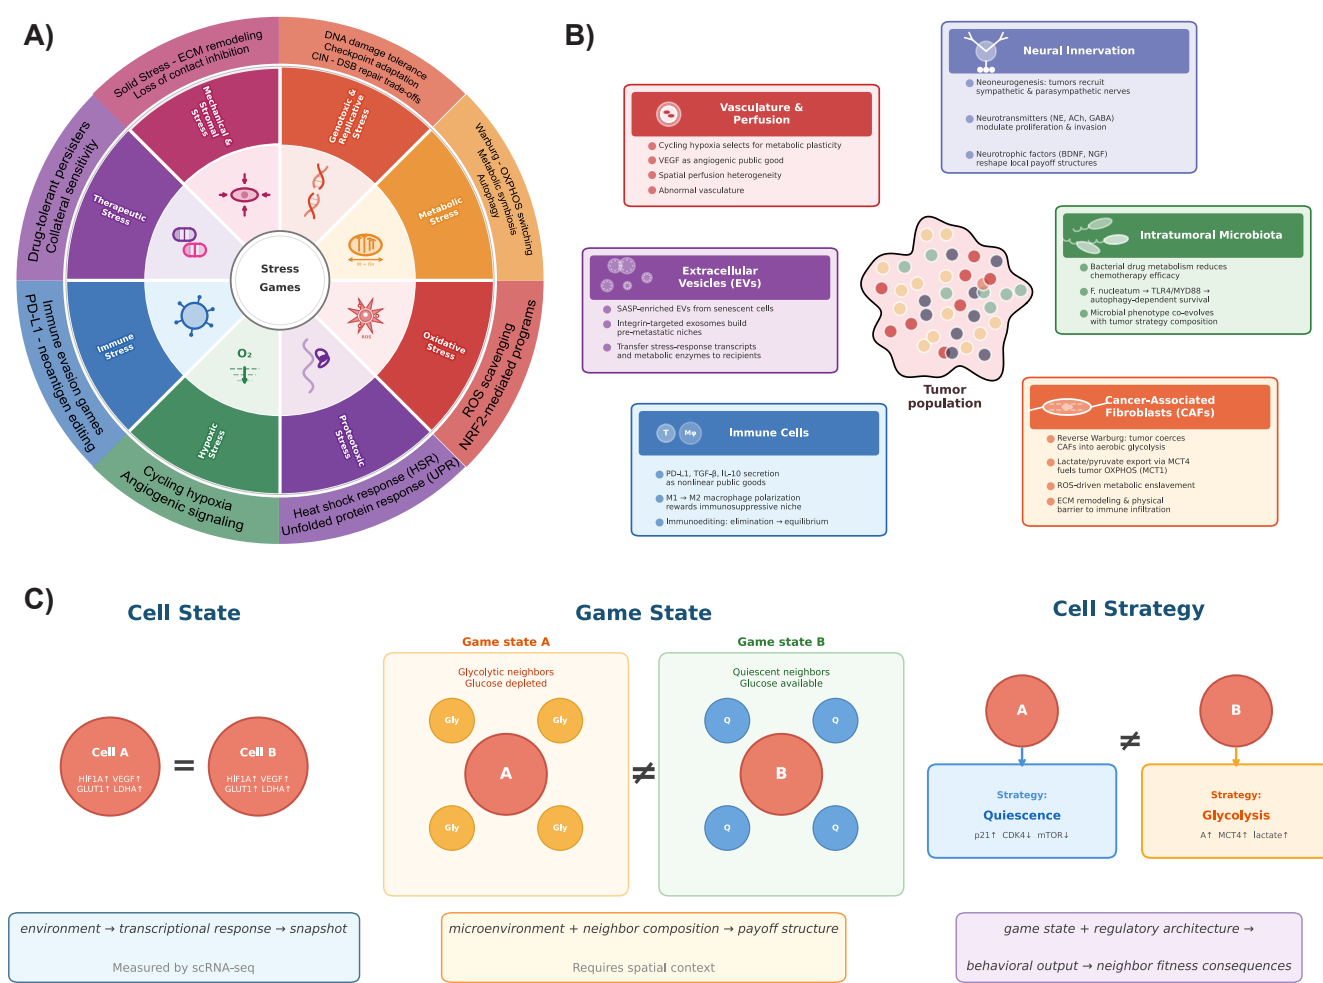 A)
Solid Stress - ECM remodeling
Loss of contact inhibition
DNA damage tolerance
Checkpoint adaptation
CIN - DSB repair trade-offs
Warburg - OXPHOS switching
Metabolic symbiosis
Autophagy
ROS scavenging
NRF2-mediated programs
Heat shock response (HSR)
Unfolded protein response (UPR)
Cycling hypoxia
Angiogenic signaling
Immune evasion games
PD-L1 - neoantigen editing
Drug-tolerant persisters
Collateral sensitivity
Mechanical &
Stromal
Stress
Genotoxic &
Replicative
Stress
Metabolic
Stress
Oxidative
Stress
Proteotoxic
Stress
Hypoxic
Stress
Immune
Stress
Therapeutic
Stress
ROS
O₂
Stress
Games
B)
Neural Innervation
Neoneurogenesis: tumors recruit
sympathetic & parasympathetic nerves
Neurotransmitters (NE, ACh, GABA)
modulate proliferation & invasion
Neurotrophic factors (BDNF, NGF)
reshape local payoff structures
Vasculature &
Perfusion
Cycling hypoxia selects for metabolic plasticity
VEGF as angiogenic public good
Spatial perfusion heterogeneity
Abnormal vasculature
Intratumoral Microbiota
Bacterial drug metabolism reduces
chemotherapy efficacy
F. nucleatum → TLR4/MYD88 →
autophagy-dependent survival
Microbial phenotype co-evolves
with tumor strategy composition
Extracellular
Vesicles (EVs)
SASP-enriched EVs from senescent cells
Integrin-targeted exosomes build
pre-metastatic niches
Transfer stress-response transcripts
and metabolic enzymes to recipients
Tumor
population
Cancer-Associated
Fibroblasts (CAFs)
Reverse Warburg: tumor coerces
CAFs into aerobic glycolysis
Lactate/pyruvate export via MCT4
fuels tumor OXPHOS (MCT1)
ROS-driven metabolic enslavement
ECM remodeling & physical
barrier to immune infiltration
T
Mφ
Immune Cells
PD-L1, TGF-β, IL-10 secretion
as nonlinear public goods
M1 → M2 macrophage polarization
rewards immunosuppressive niche
Immunoediting: elimination → equilibrium
C)
Cell State
Cell A
HIF1A↑ VEGF↑
GLUT1↑ LDHA↑
=
Cell B
HIF1A↑ VEGF↑
GLUT1↑ LDHA↑
environment → transcriptional response → snapshot
Measured by scRNA-seq
Game State
Game state A
Glycolytic neighbors
Glucose depleted
Gly
Gly
A
Gly
Gly
≠
Game state B
Quiescent neighbors
Glucose available
Q
Q
B
Q
Q
microenvironment + neighbor composition → payoff structure
Requires spatial context
Cell Strategy
A
Strategy:
Quiescence
p21↑ CDK4↓ mTOR↓
≠
B
Strategy:
Glycolysis
A↑ MCT4↑ lactate↑
game state + regulatory architecture →
behavioral output → neighbor fitness consequences